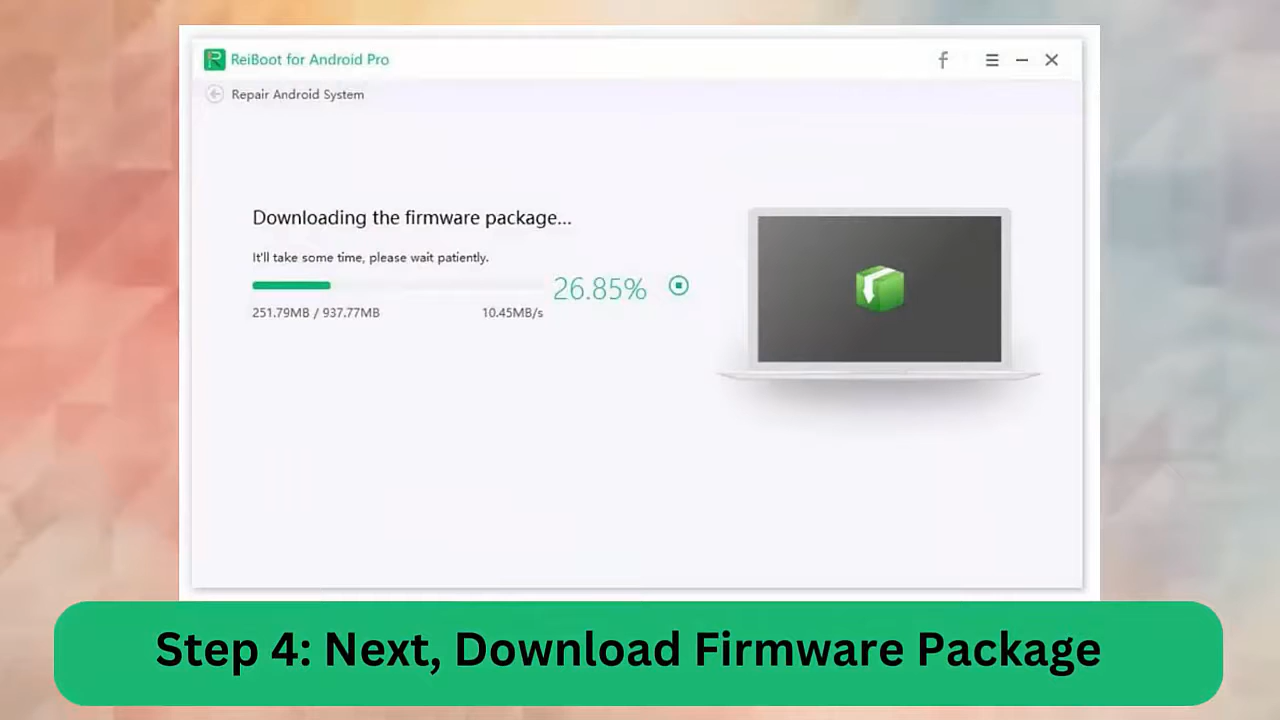 ReiBoot for Android Pro
Repair Android System
Downloading the firmware package...
It'll take some time, please wait patiently.
26.85%
251.79MB / 937.77MB 10.45MB/s
Step 4: Next, Download Firmware Package